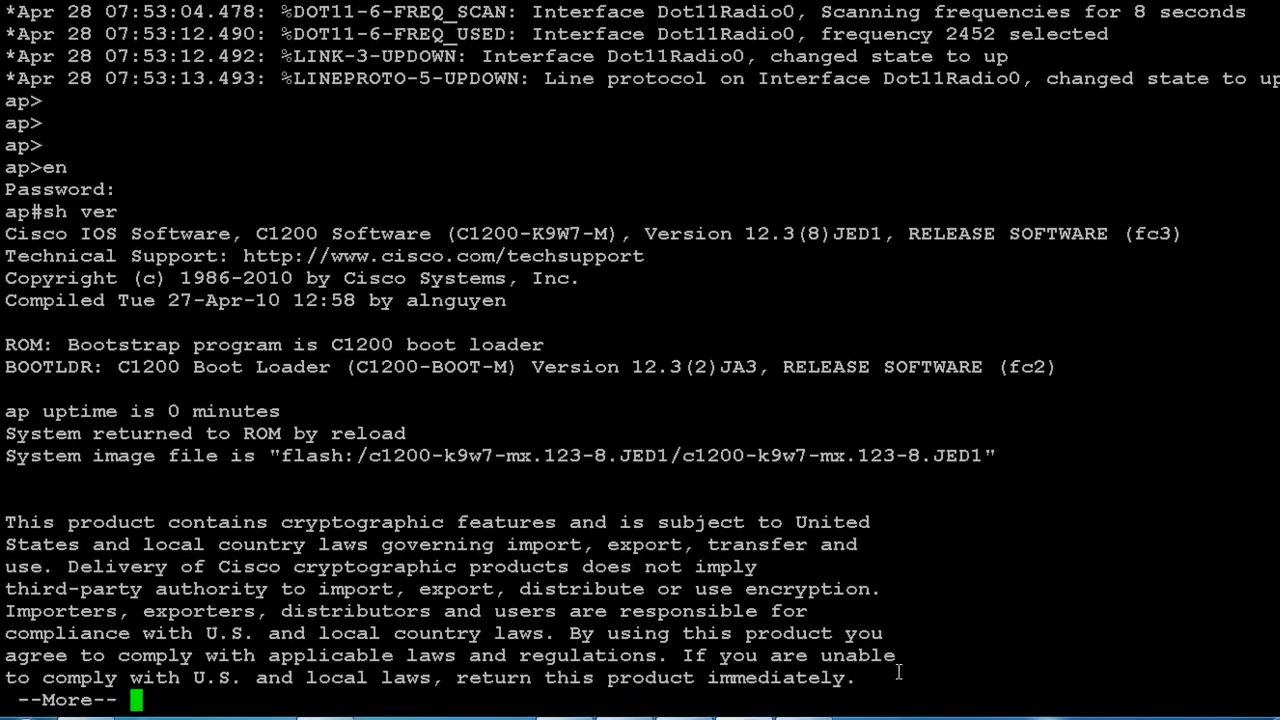 *Apr 28 07:53:04.478: %DOT11-6-FREQ_SCAN: Interface Dot11Radio0, Scanning frequencies for 8 seconds
*Apr 28 07:53:12.490: %DOT11-6-FREQ_USED: Interface Dot11Radio0, frequency 2452 selected
*Apr 28 07:53:12.492: %LINK-3-UPDOWN: Interface Dot11Radio0, changed state to up
*Apr 28 07:53:13.493: %LINEPROTO-5-UPDOWN: Line protocol on Interface Dot11Radio0, changed state to up
ap>
ap>
ap>
ap>en
Password:
ap#sh ver
Cisco IOS Software, C1200 Software (C1200-K9W7-M), Version 12.3(8)JED1, RELEASE SOFTWARE (fc3)
Technical Support: http://www.cisco.com/techsupport
Copyright (c) 1986-2010 by Cisco Systems, Inc.
Compiled Tue 27-Apr-10 12:58 by alnguyen
ROM: Bootstrap program is C1200 boot loader
BOOTLDR: C1200 Boot Loader (C1200-BOOT-M) Version 12.3(2)JA3, RELEASE SOFTWARE (fc2)
ap uptime is 0 minutes
System returned to ROM by reload
System image file is "flash:/c1200-k9w7-mx.123-8.JED1/c1200-k9w7-mx.123-8.JED1"
This product contains cryptographic features and is subject to United
States and local country laws governing import, export, transfer and
use. Delivery of Cisco cryptographic products does not imply
third-party authority to import, export, distribute or use encryption.
Importers, exporters, distributors and users are responsible for
compliance with U.S. and local country laws. By using this product you
agree to comply with applicable laws and regulations. If you are unable
to comply with U.S. and local laws, return this product immediately.
--More--